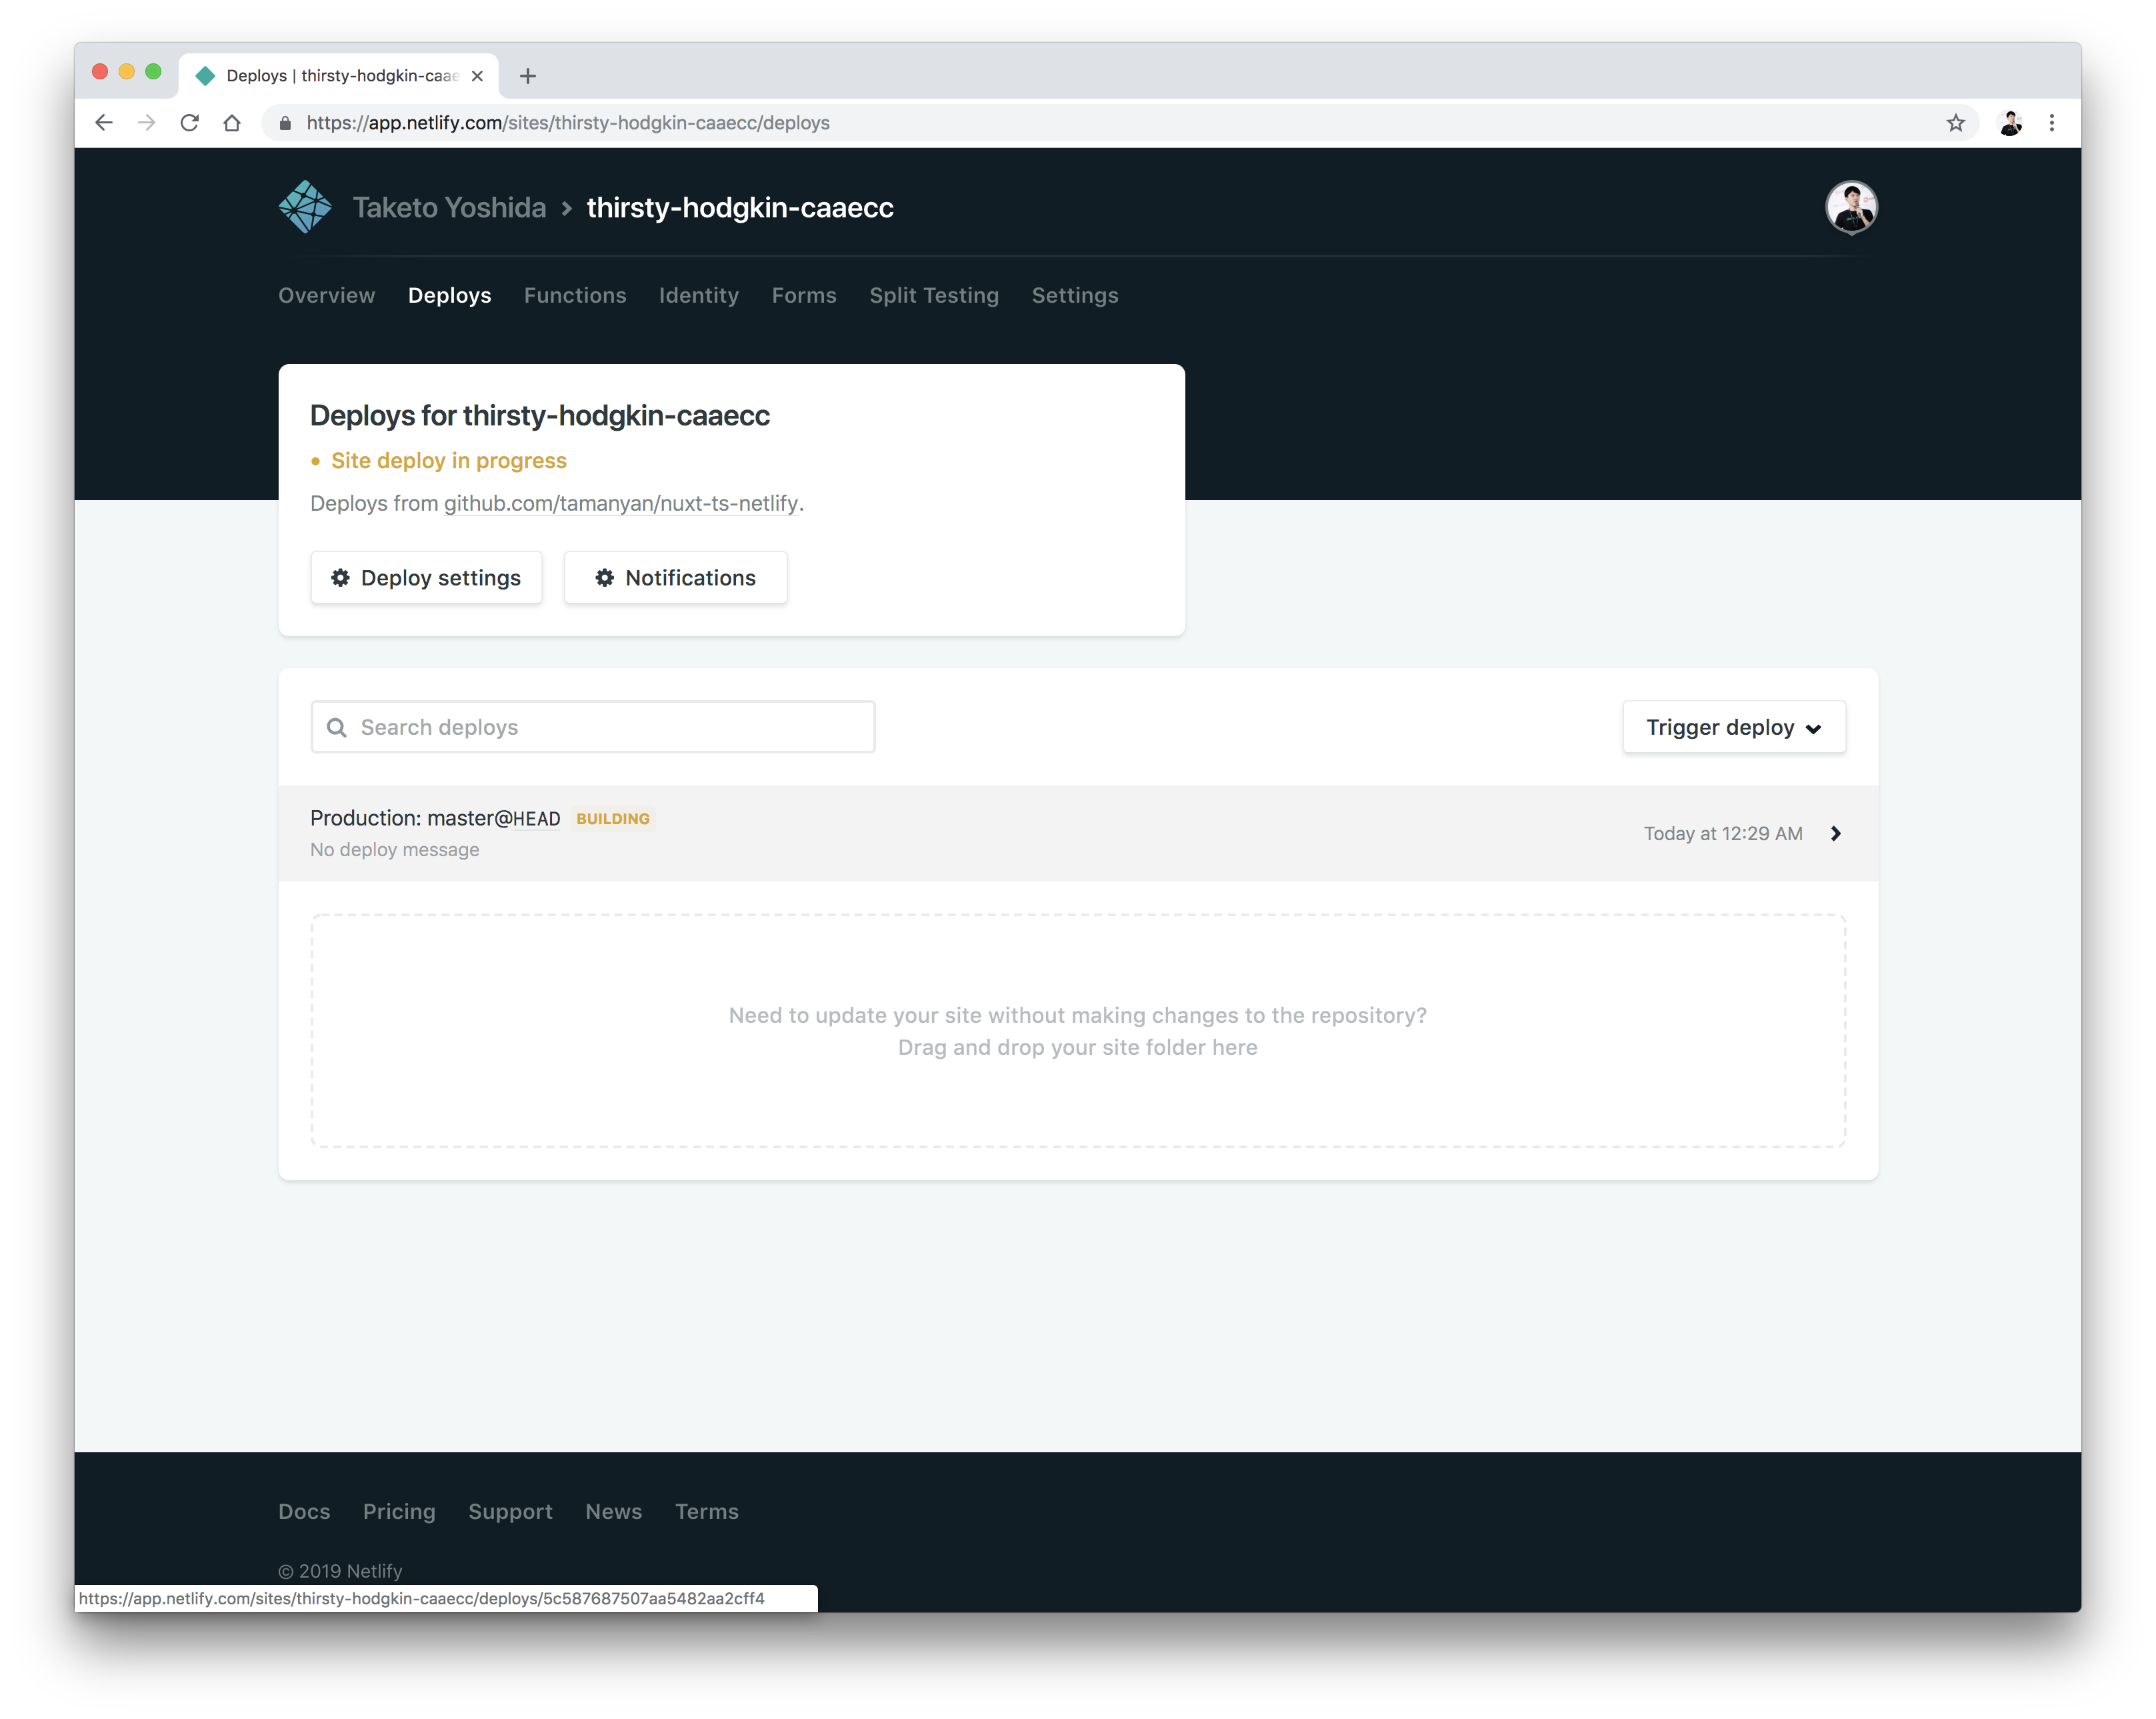 Deploys | thirsty-hodgkin-caae
https://app.netlify.com/sites/thirsty-hodgkin-caaecc/deploys
Taketo Yoshida > thirsty-hodgkin-caaecc
Overview Deploys Functions Identity Forms Split Testing Settings
Deploys for thirsty-hodgkin-caaecc
• Site deploy in progress
Deploys from github.com/tamanyan/nuxt-ts-netlify.
Deploy settings Notifications
Search deploys Trigger deploy
Production: master@HEAD BUILDING
No deploy message
Today at 12:29 AM
Need to update your site without making changes to the repository?
Drag and drop your site folder here
Docs Pricing Support News Terms
© 2019 Netlify
https://app.netlify.com/sites/thirsty-hodgkin-caaecc/deploys/5c587687507aa5482aa2cff4